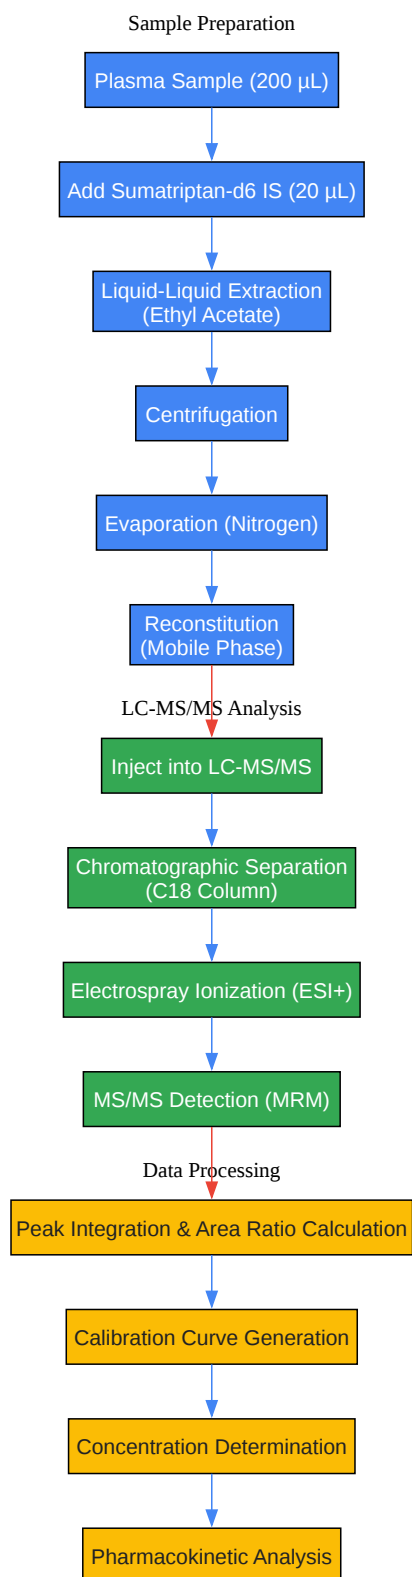 Sample Preparation
Plasma Sample (200 µL)
Add Sumatriptan-d6 IS (20 µL)
Liquid-Liquid Extraction
(Ethyl Acetate)
Centrifugation
Evaporation (Nitrogen)
Reconstitution
(Mobile Phase)
LC-MS/MS Analysis
Inject into LC-MS/MS
Chromatographic Separation
(C18 Column)
Electrospray Ionization (ESI+)
MS/MS Detection (MRM)
Data Processing
Peak Integration & Area Ratio Calculation
Calibration Curve Generation
Concentration Determination
Pharmacokinetic Analysis